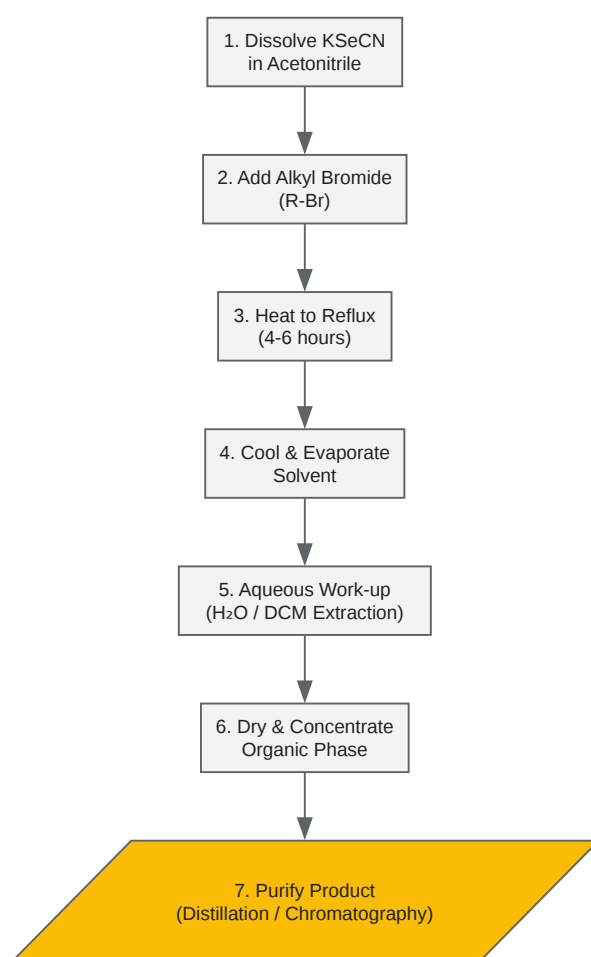 1. Dissolve KSeCN
in Acetonitrile
2. Add Alkyl Bromide
(R-Br)
3. Heat to Reflux
(4-6 hours)
4. Cool & Evaporate
Solvent
5. Aqueous Work-up
(H₂O / DCM Extraction)
6. Dry & Concentrate
Organic Phase
7. Purify Product
(Distillation / Chromatography)